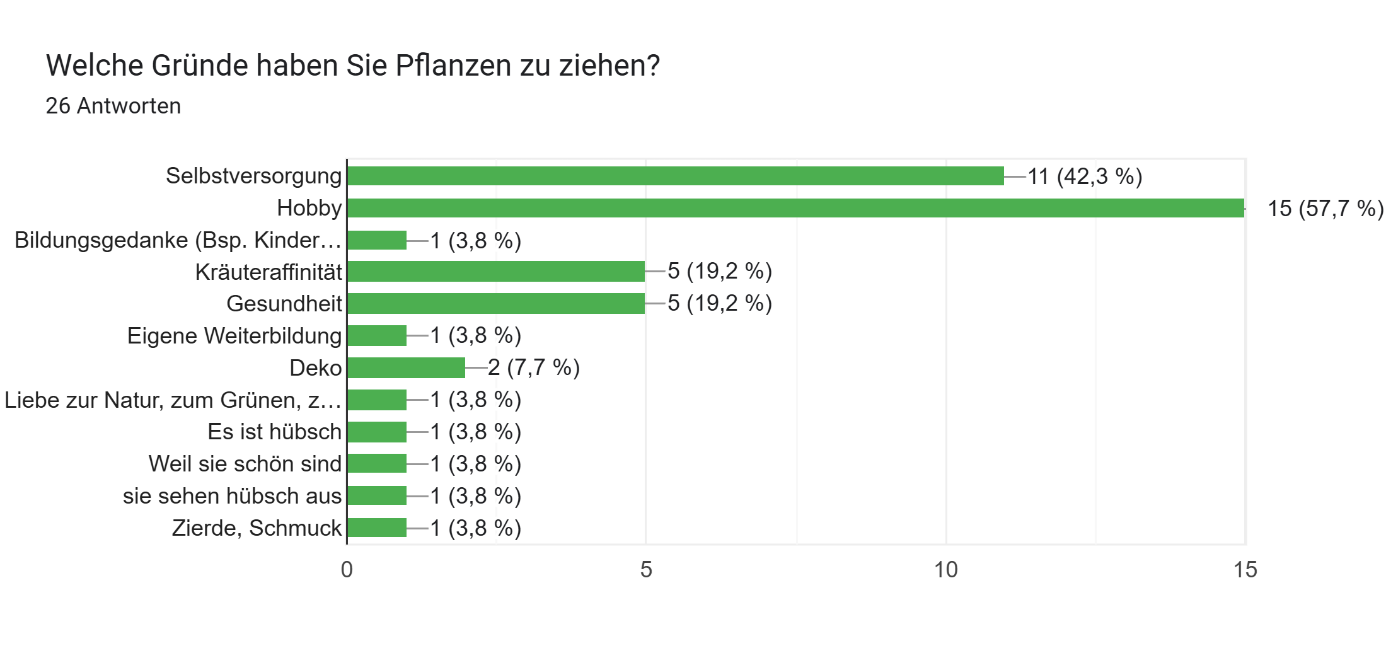 Welche Gründe haben Sie Pflanzen zu ziehen?
26 Antworten
Selbstversorgung 11 (42,3 %)
Hobby 15 (57,7 %)
Bildungsgedanke (Bsp. Kinder… 1 (3,8 %)
Kräuteraffinität 5 (19,2 %)
Gesundheit 5 (19,2 %)
Eigene Weiterbildung 1 (3,8 %)
Deko 2 (7,7 %)
Liebe zur Natur, zum Grünen, z… 1 (3,8 %)
Es ist hübsch 1 (3,8 %)
Weil sie schön sind 1 (3,8 %)
sie sehen hübsch aus 1 (3,8 %)
Zierde, Schmuck 1 (3,8 %)
0 5 10 15